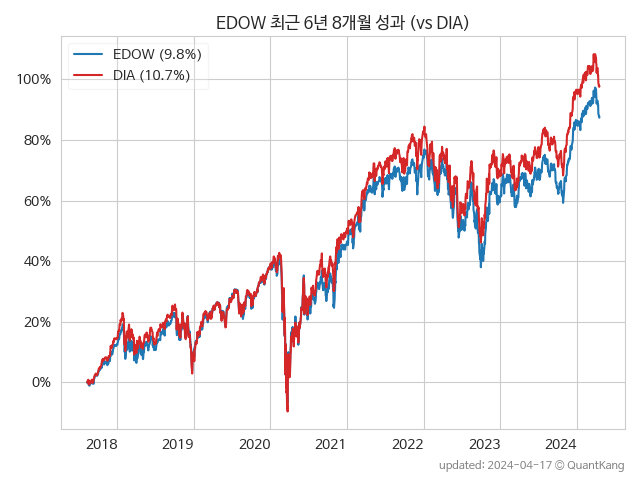 EDOW 최근 6년 8개월 성과 (vs DIA)
EDOW (9.8%)
DIA (10.7%)
100%
80%
60%
40%
20%
0%
2018 2019 2020 2021 2022 2023 2024
updated: 2024-04-17 © QuantKang